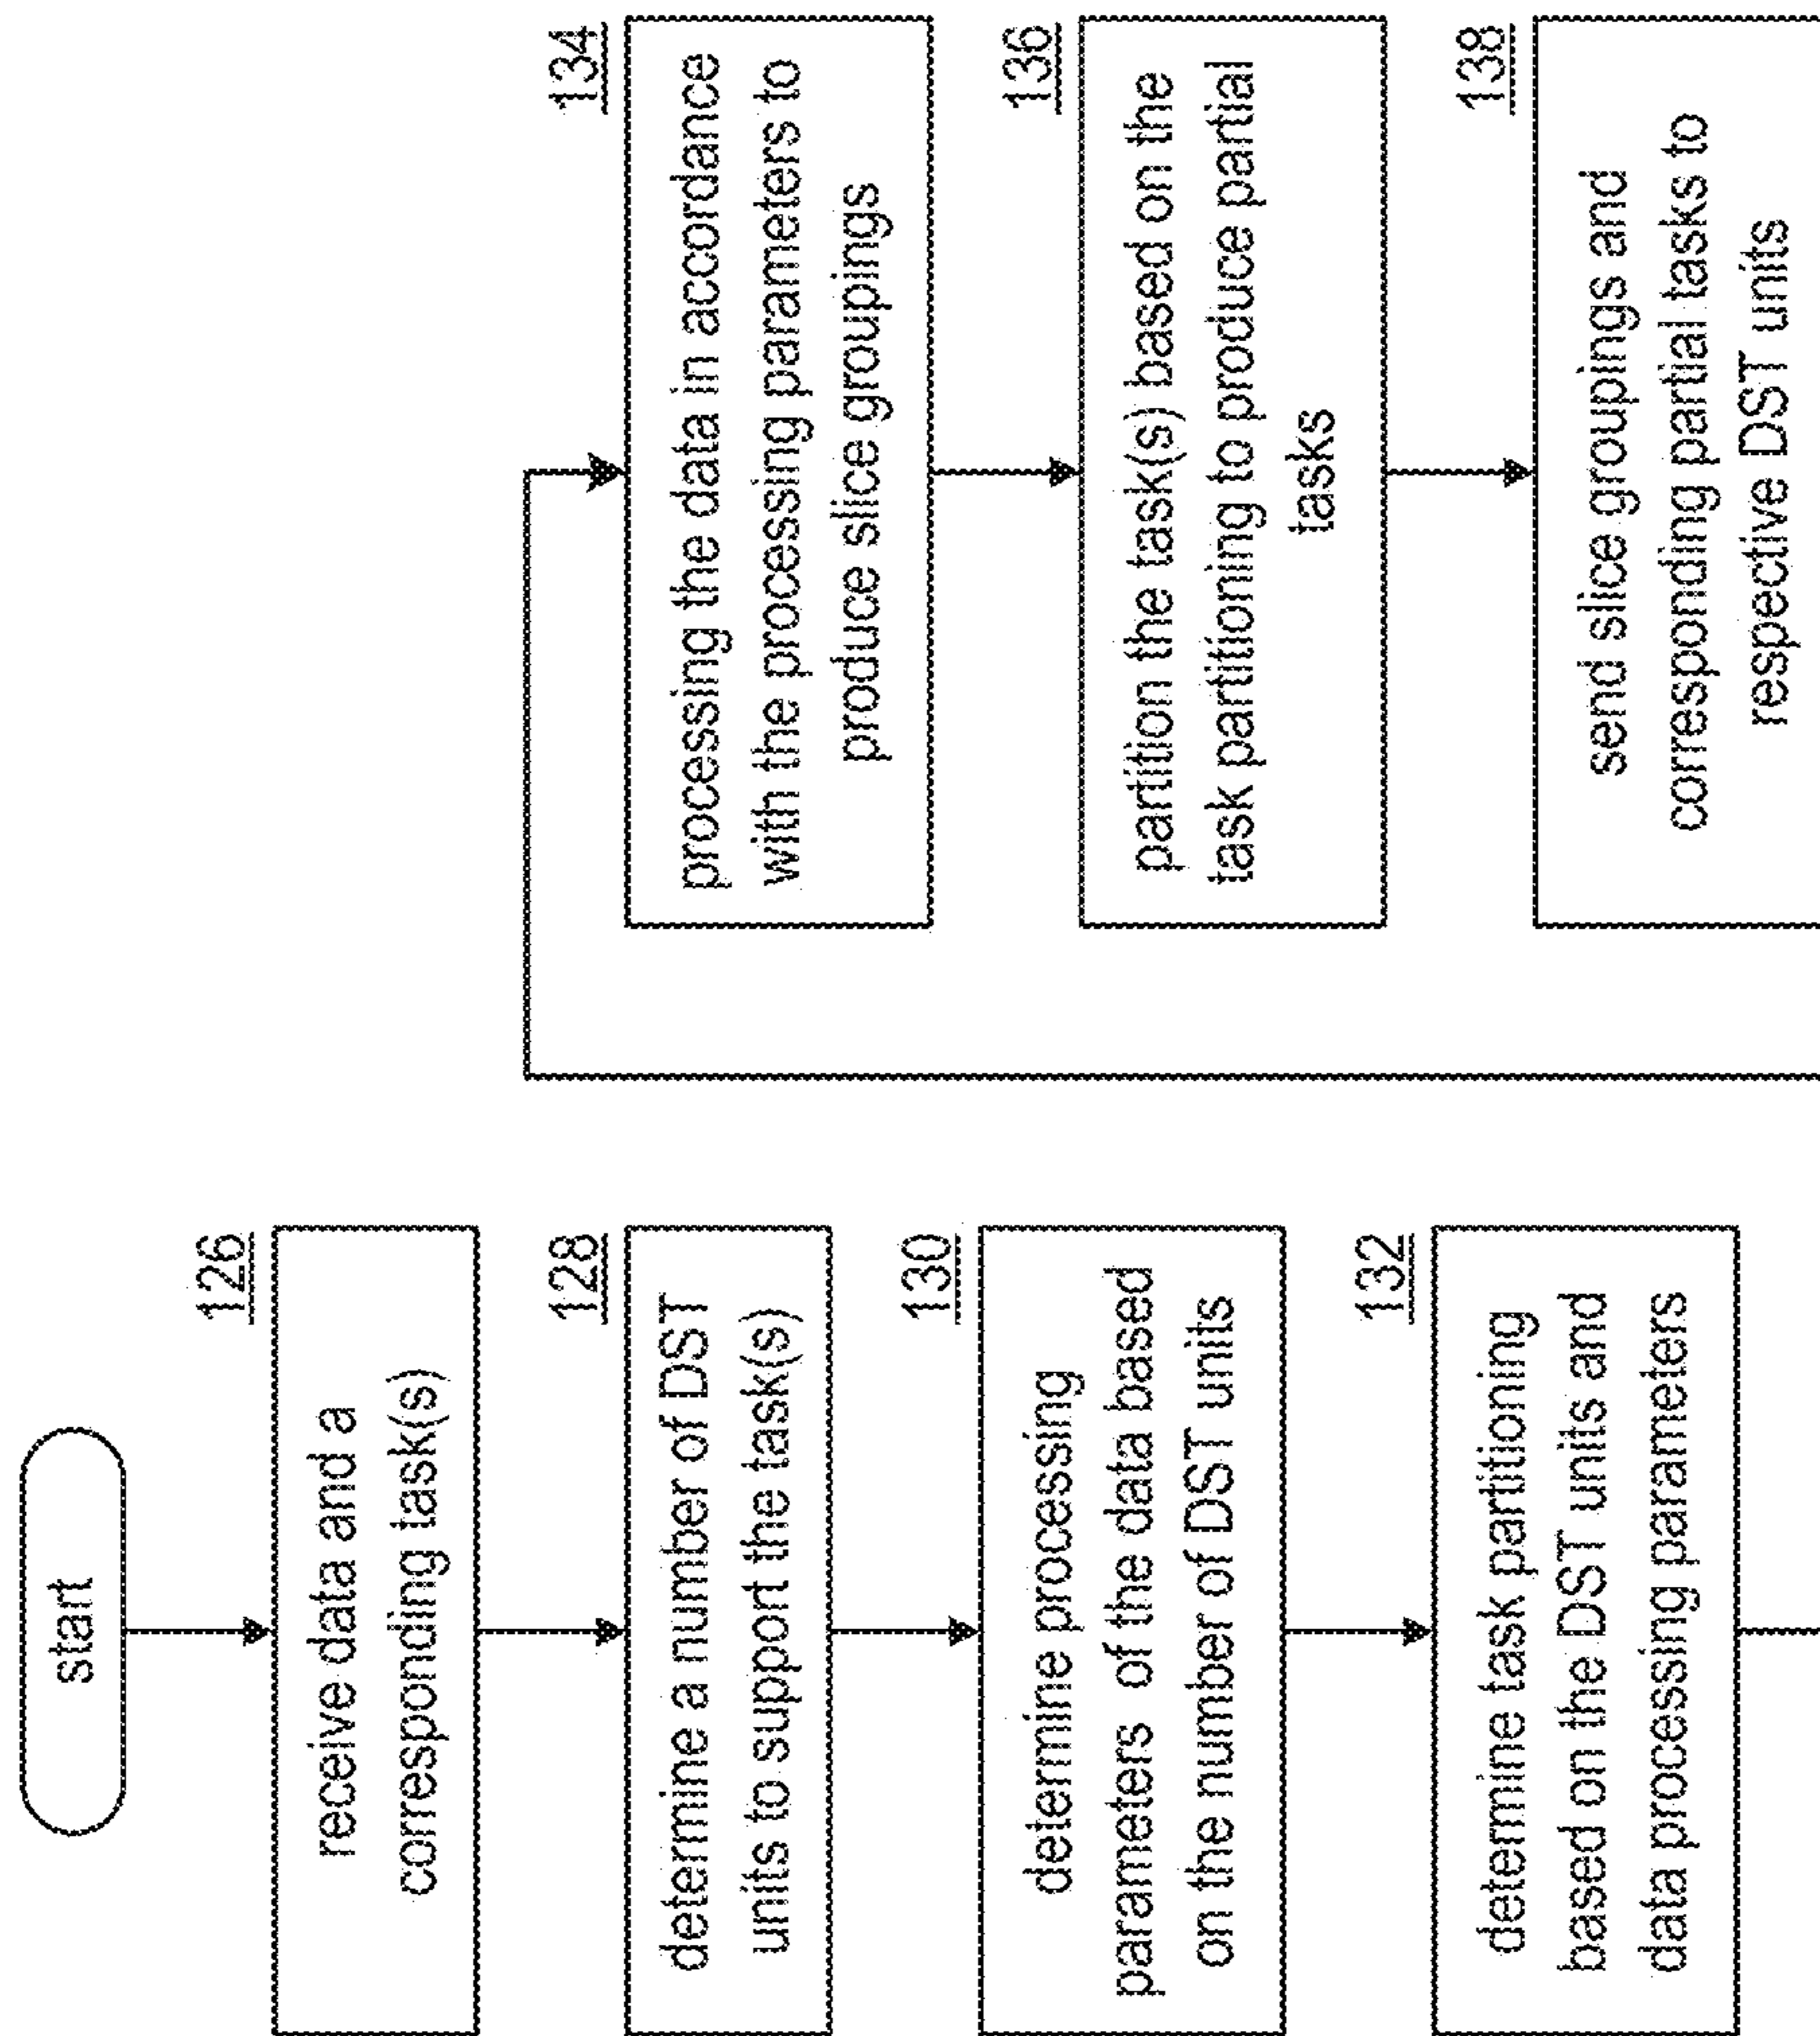 start
126
receive data and a
corresponding task(s)
128
determine a number of DST
units to support the task(s)
130
determine processing
parameters of the data based
on the number of DST units
132
determine task partitioning
based on the DST units and
data processing parameters
134
processing the data in accordance
with the processing parameters to
produce slice groupings
136
partition the task(s) based on the
task partitioning to produce partial
tasks
138
send slice groupings and
corresponding partial tasks to
respective DST units